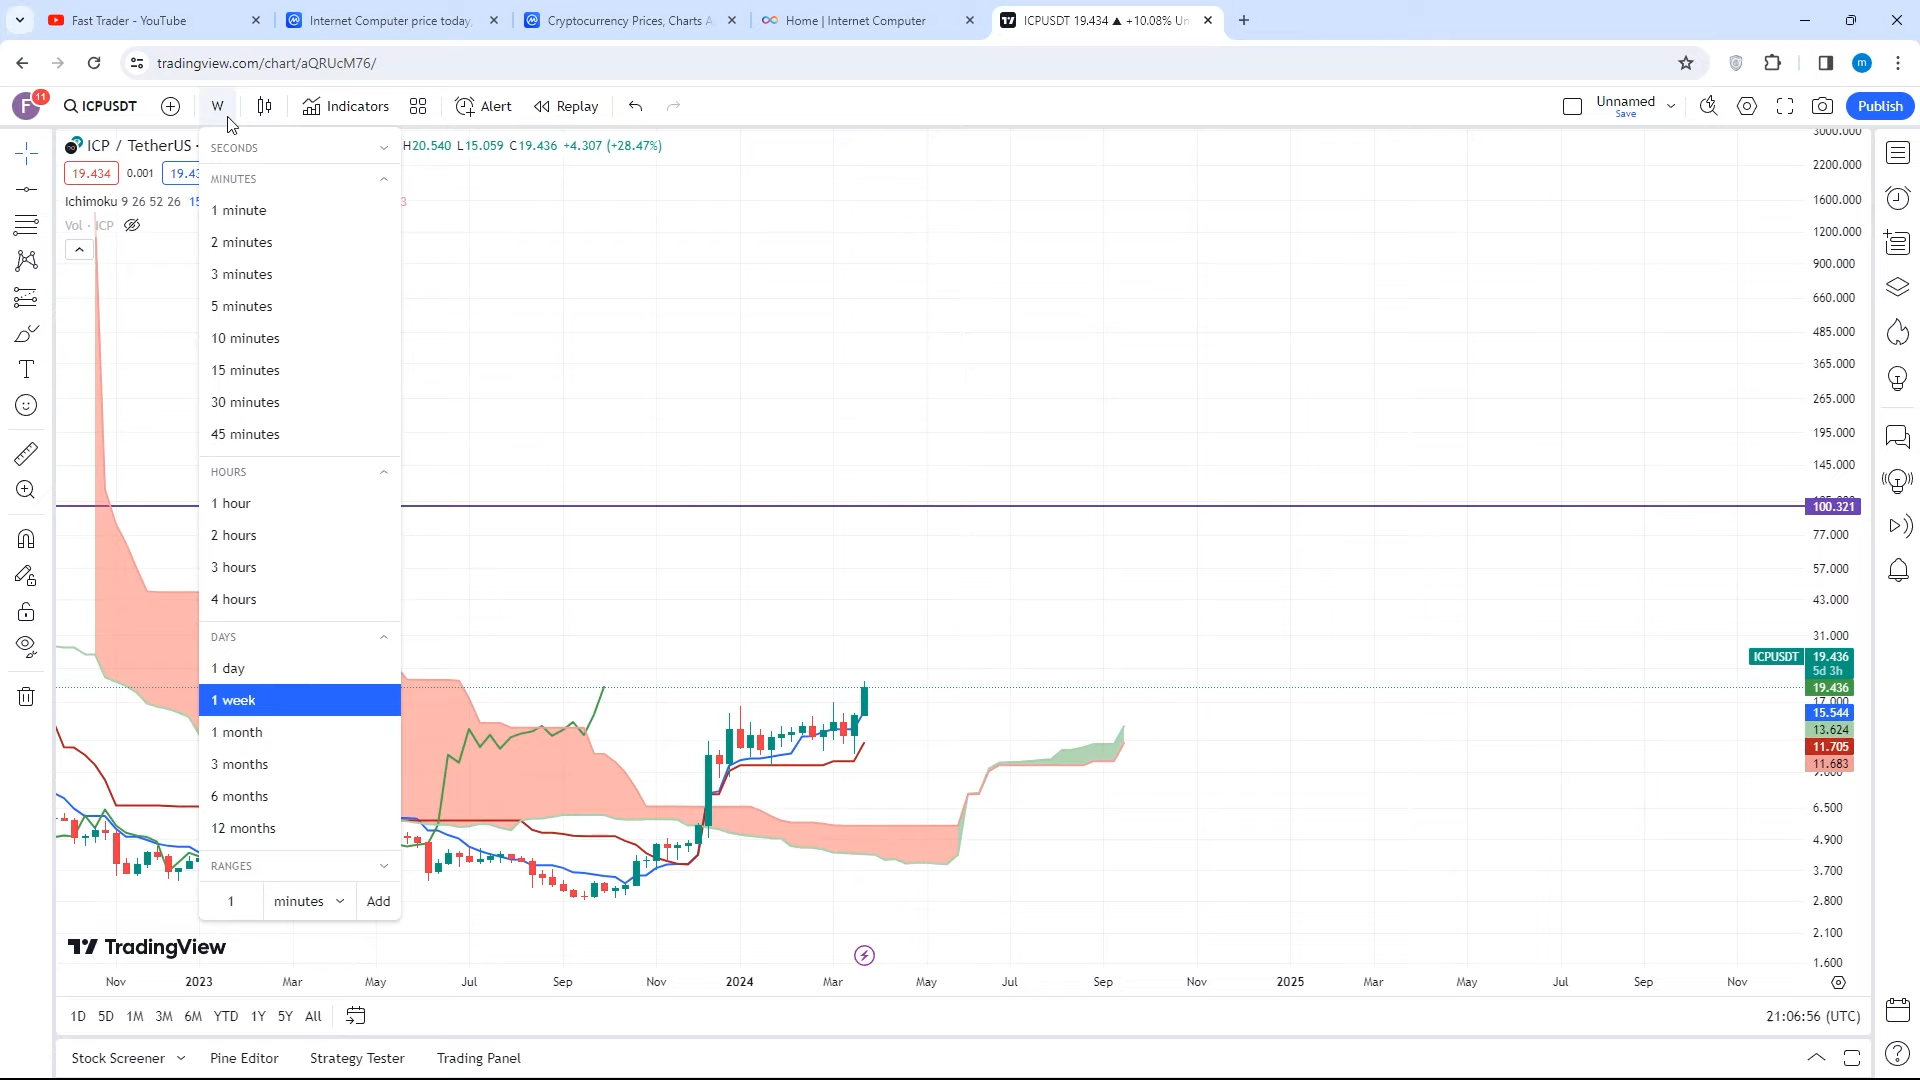 Fast Trader - YouTube
Internet Computer price today,
Cryptocurrency Prices, Charts A
Home | Internet Computer
ICPUSDT 19.434 ▲ +10.08% Un
tradingview.com/chart/aQRUcM76/
m
F
11
ICPUSDT
W
Indicators
Alert
Replay
Unnamed
Save
Publish
ICP / TetherUS ·
H20.540 L15.059 C19.436 +4.307 (+28.47%)
19.434
0.001
19.43
Ichimoku 9 26 52 26 15
3
Vol · ICP
SECONDS
MINUTES
1 minute
2 minutes
3 minutes
5 minutes
10 minutes
15 minutes
30 minutes
45 minutes
HOURS
1 hour
2 hours
3 hours
4 hours
DAYS
1 day
1 week
1 month
3 months
6 months
12 months
RANGES
1
minutes
Add
3000.000
2200.000
1600.000
1200.000
900.000
660.000
485.000
365.000
265.000
195.000
145.000
100.321
77.000
57.000
43.000
31.000
ICPUSDT
19.436
5d 3h
19.436
17.000
15.544
13.624
11.705
11.683
6.500
4.900
3.700
2.800
2.100
1.600
TradingView
Nov
2023
Mar
May
Jul
Sep
Nov
2024
Mar
May
Jul
Sep
Nov
2025
Mar
May
Jul
Sep
Nov
1D
5D
1M
3M
6M
YTD
1Y
5Y
All
21:06:56 (UTC)
Stock Screener
Pine Editor
Strategy Tester
Trading Panel